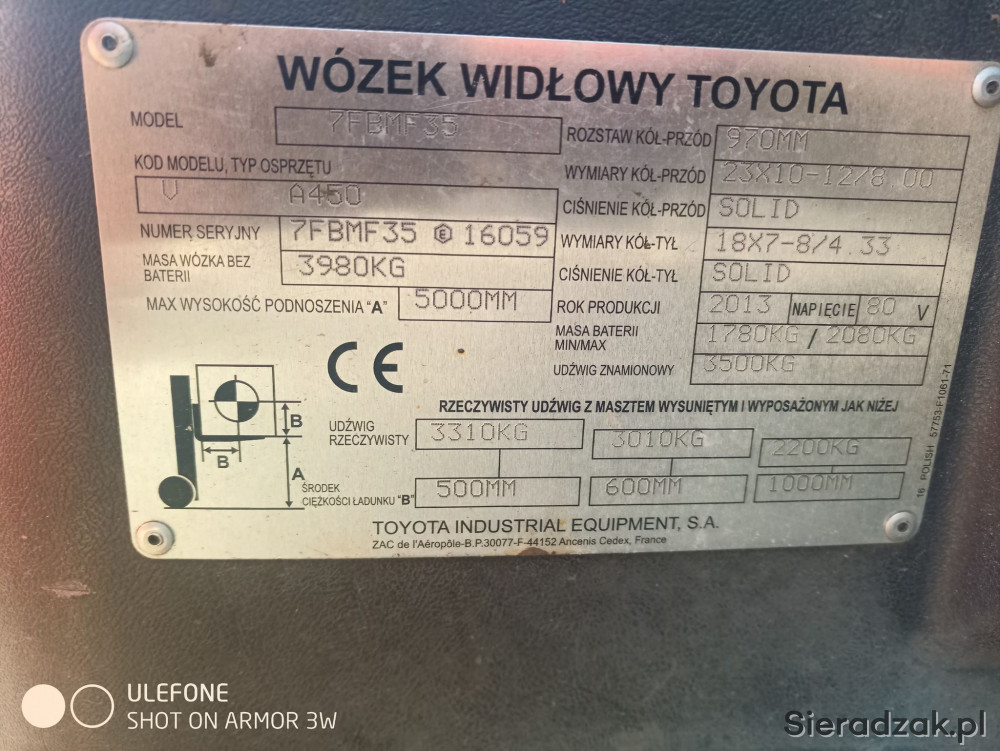 WÓZEK WIDŁOWY TOYOTA
MODEL 7FBMF35
KOD MODELU, TYP OSPRZĘTU
V A450
NUMER SERYJNY 7FBMF35 E 16059
MASA WÓZKA BEZ BATERII 3980KG
MAX WYSOKOŚĆ PODNOSZENIA "A" 5000MM
ROZSTAW KÓŁ-PRZÓD 970MM
WYMIARY KÓŁ-PRZÓD 23X10-12/8.00
CIŚNIENIE KÓŁ-PRZÓD SOLID
WYMIARY KÓŁ-TYŁ 18X7-8/4.33
CIŚNIENIE KÓŁ-TYŁ SOLID
ROK PRODUKCJI 2013 NAPIĘCIE 80 V
MASA BATERII MIN/MAX 1780KG / 2080KG
UDŹWIG ZNAMIONOWY 3500KG
CE
B
B
A
RZECZYWISTY UDŹWIG Z MASZTEM WYSUNIĘTYM I WYPOSAŻONYM JAK NIŻEJ
UDŹWIG RZECZYWISTY 3310KG 3010KG 2200KG
ŚRODEK CIĘŻKOŚCI ŁADUNKU "B" 500MM 600MM 1000MM
TOYOTA INDUSTRIAL EQUIPMENT, S.A.
ZAC de l'Aéropôle-B.P.30077-F-44152 Ancenis Cedex, France
16 POLISH 57753-F1061-71
ULEFONE
SHOT ON ARMOR 3W
Sieradzak.pl